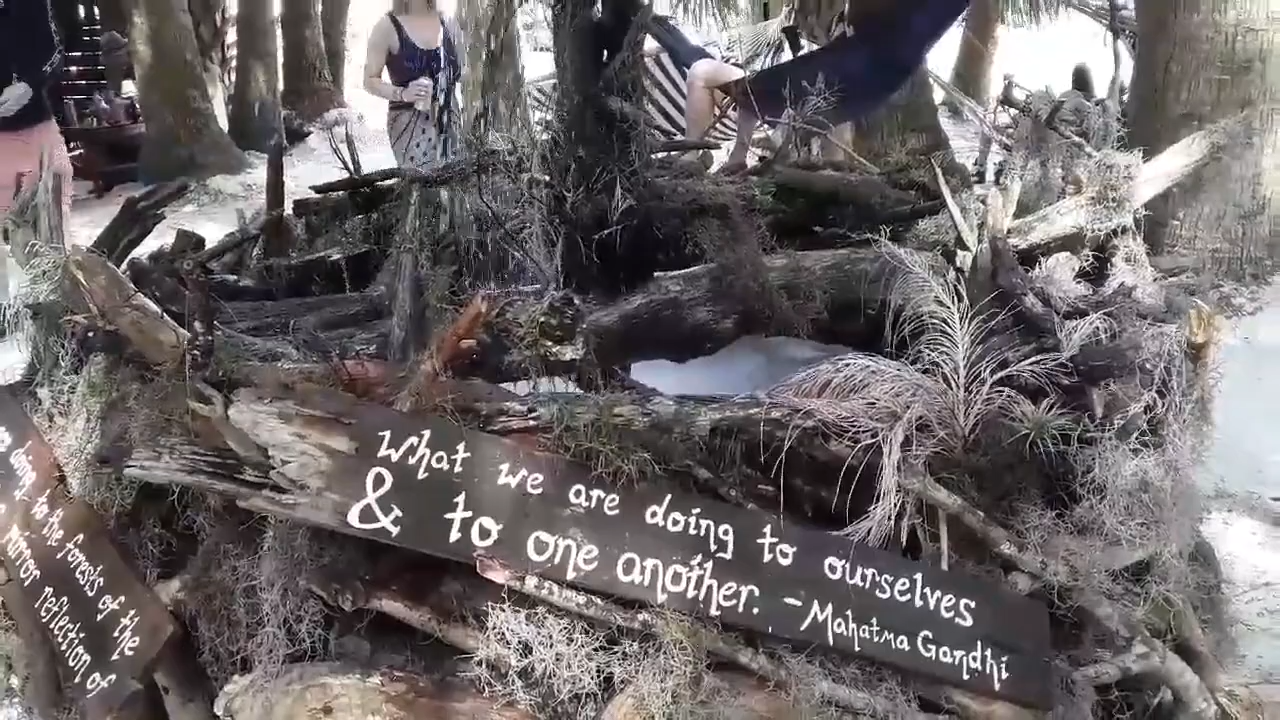 doing to the forests of the
mirror reflection of
What we are doing to ourselves
& to one another.
-Mahatma Gandhi